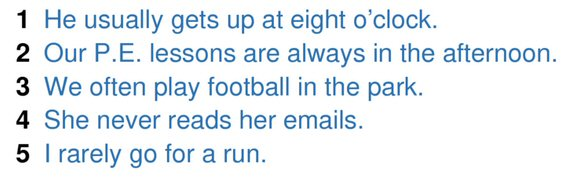 1 He usually gets up at eight o’clock.
2 Our P.E. lessons are always in the afternoon.
3 We often play football in the park.
4 She never reads her emails.
5 I rarely go for a run.